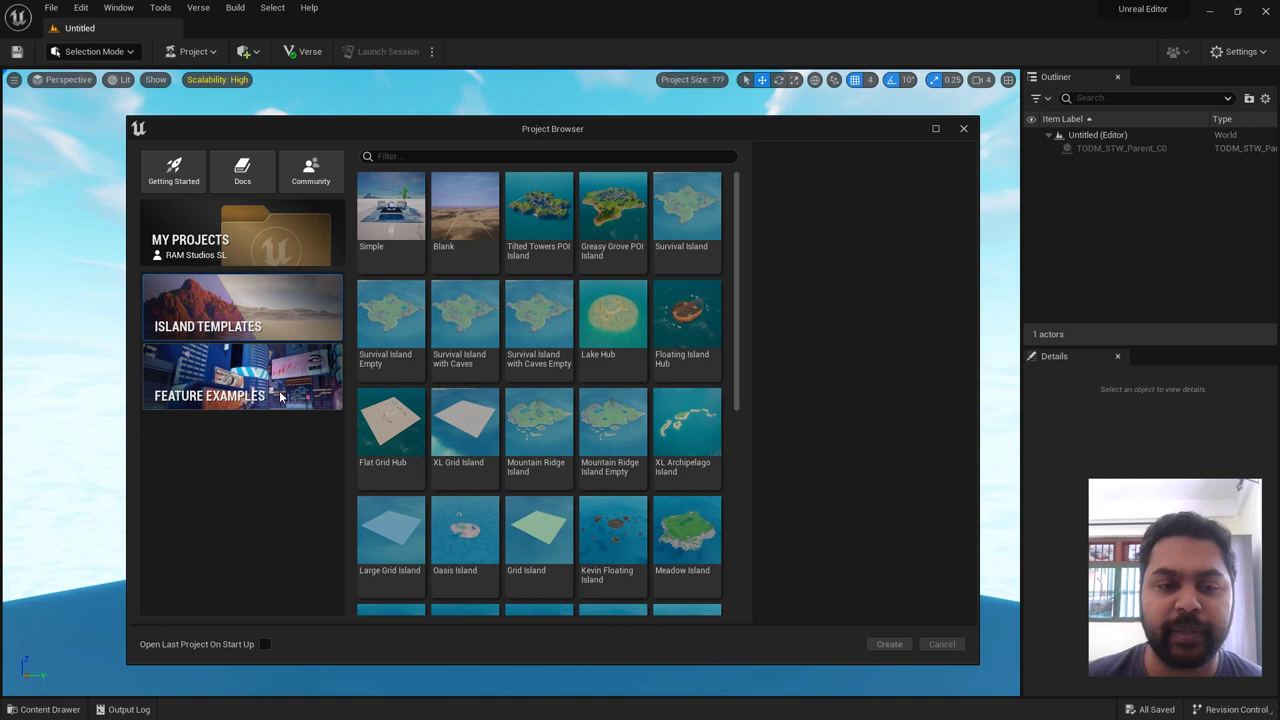 File Edit Window Tools Verse Build Select Help
Unreal Editor
Untitled
Selection Mode
Project
Verse
Launch Session
Settings
Perspective
Lit
Show
Scalability: High
Project Size: ???
4
10°
0.25
4
Outliner
Search...
Item Label
Type
Untitled (Editor)
World
TODM_STW_Parent_C0
TODM_STW_Pa
1 actors
Details
Select an object to view details.
Project Browser
Getting Started
Docs
Community
MY PROJECTS
RAM Studios SL
ISLAND TEMPLATES
FEATURE EXAMPLES
Filter...
Simple
Blank
Tilted Towers POI
Island
Greasy Grove POI
Island
Survival Island
Survival Island
Empty
Survival Island
with Caves
Survival Island
with Caves Empty
Lake Hub
Floating Island
Hub
Flat Grid Hub
XL Grid Island
Mountain Ridge
Island
Mountain Ridge
Island Empty
XL Archipelago
Island
Large Grid Island
Oasis Island
Grid Island
Kevin Floating
Island
Meadow Island
Open Last Project On Start Up
Create
Cancel
Z
Y
Content Drawer
Output Log
All Saved
Revision Control